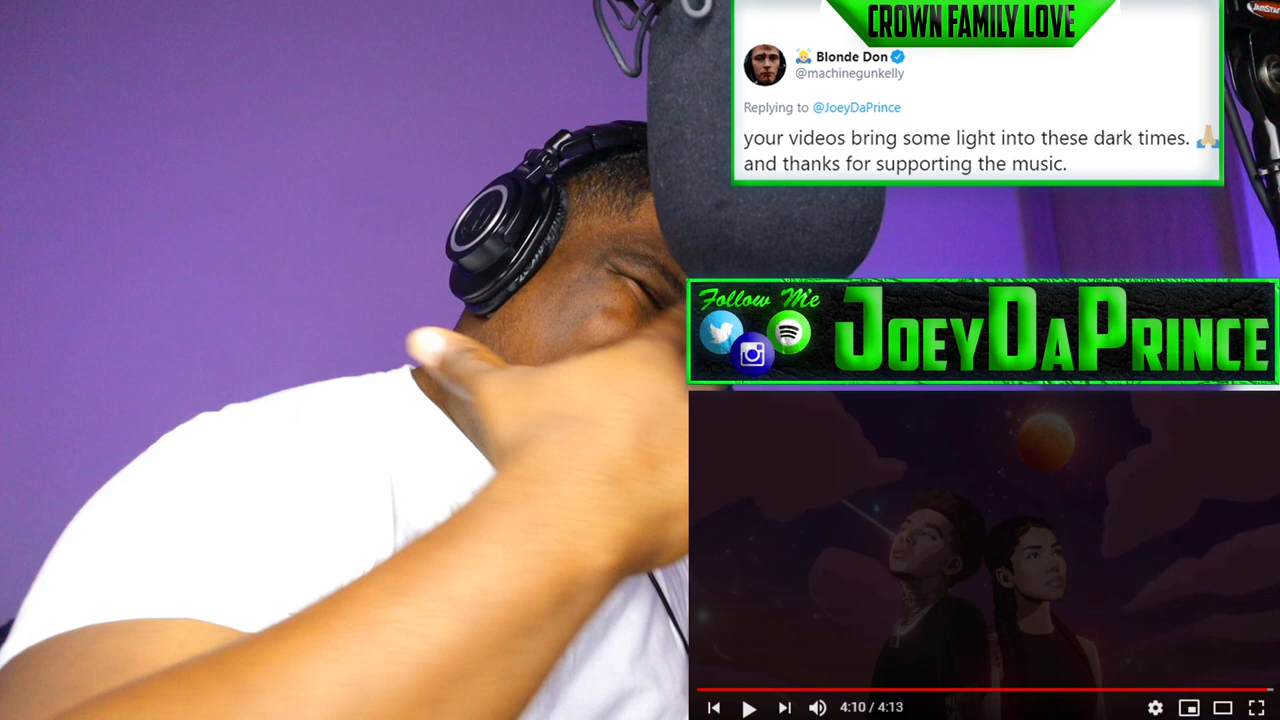 CROWN FAMILY LOVE
Blonde Don
@machinegunkelly
Replying to @JoeyDaPrince
your videos bring some light into these dark times. 🙏🏼
and thanks for supporting the music.
Follow Me
JOEYDAPRINCE
4:10 / 4:13